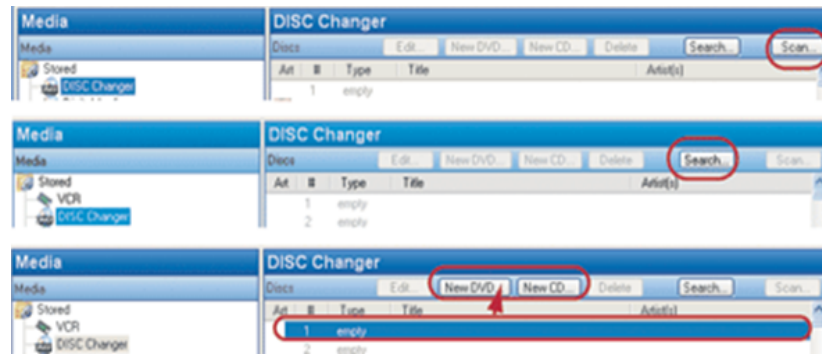 Media DISC Changer
Media Discs Edit... New DVD... New CD... Delete Search... Scan...
Stored Art # Type Title Artist(s)
DISC Changer 1 empty
Media DISC Changer
Media Discs Edit... New DVD... New CD... Delete Search... Scan...
Stored Art # Type Title Artist(s)
VCR 1 empty
DISC Changer 2 empty
Media DISC Changer
Media Discs Edit... New DVD... New CD... Delete Search... Scan...
Stored Art # Type Title Artist(s)
VCR 1 empty
DISC Changer 2 empty